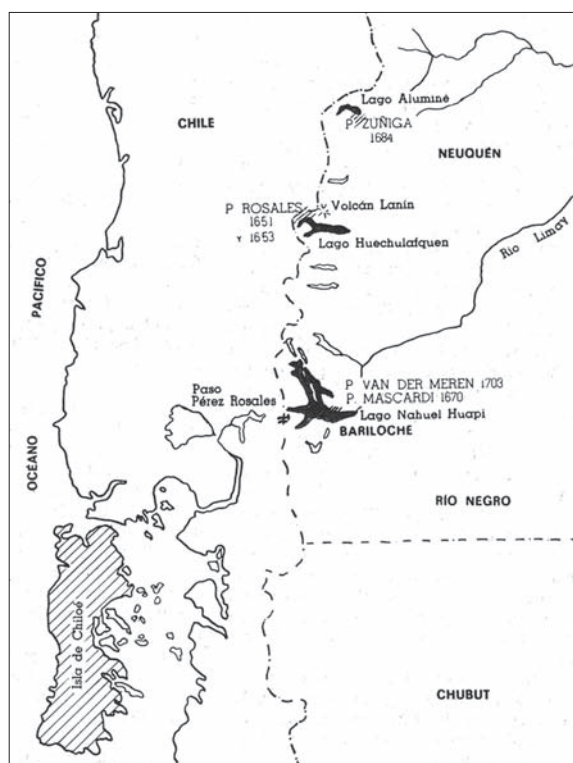 Lago Aluminé
CHILE
P. ZUÑIGA
1684
NEUQUÉN
P. ROSALES
1651
Y 1653
Volcán Lanín
Lago Huechulafquen
Río Limay
PACÍFICO
OCÉANO
Paso
Pérez Rosales
P. VAN DER MEREN 1703
P. MASCARDI 1670
Lago Nahuel Huapi
BARILOCHE
RÍO NEGRO
Isla de Chiloé
CHUBUT